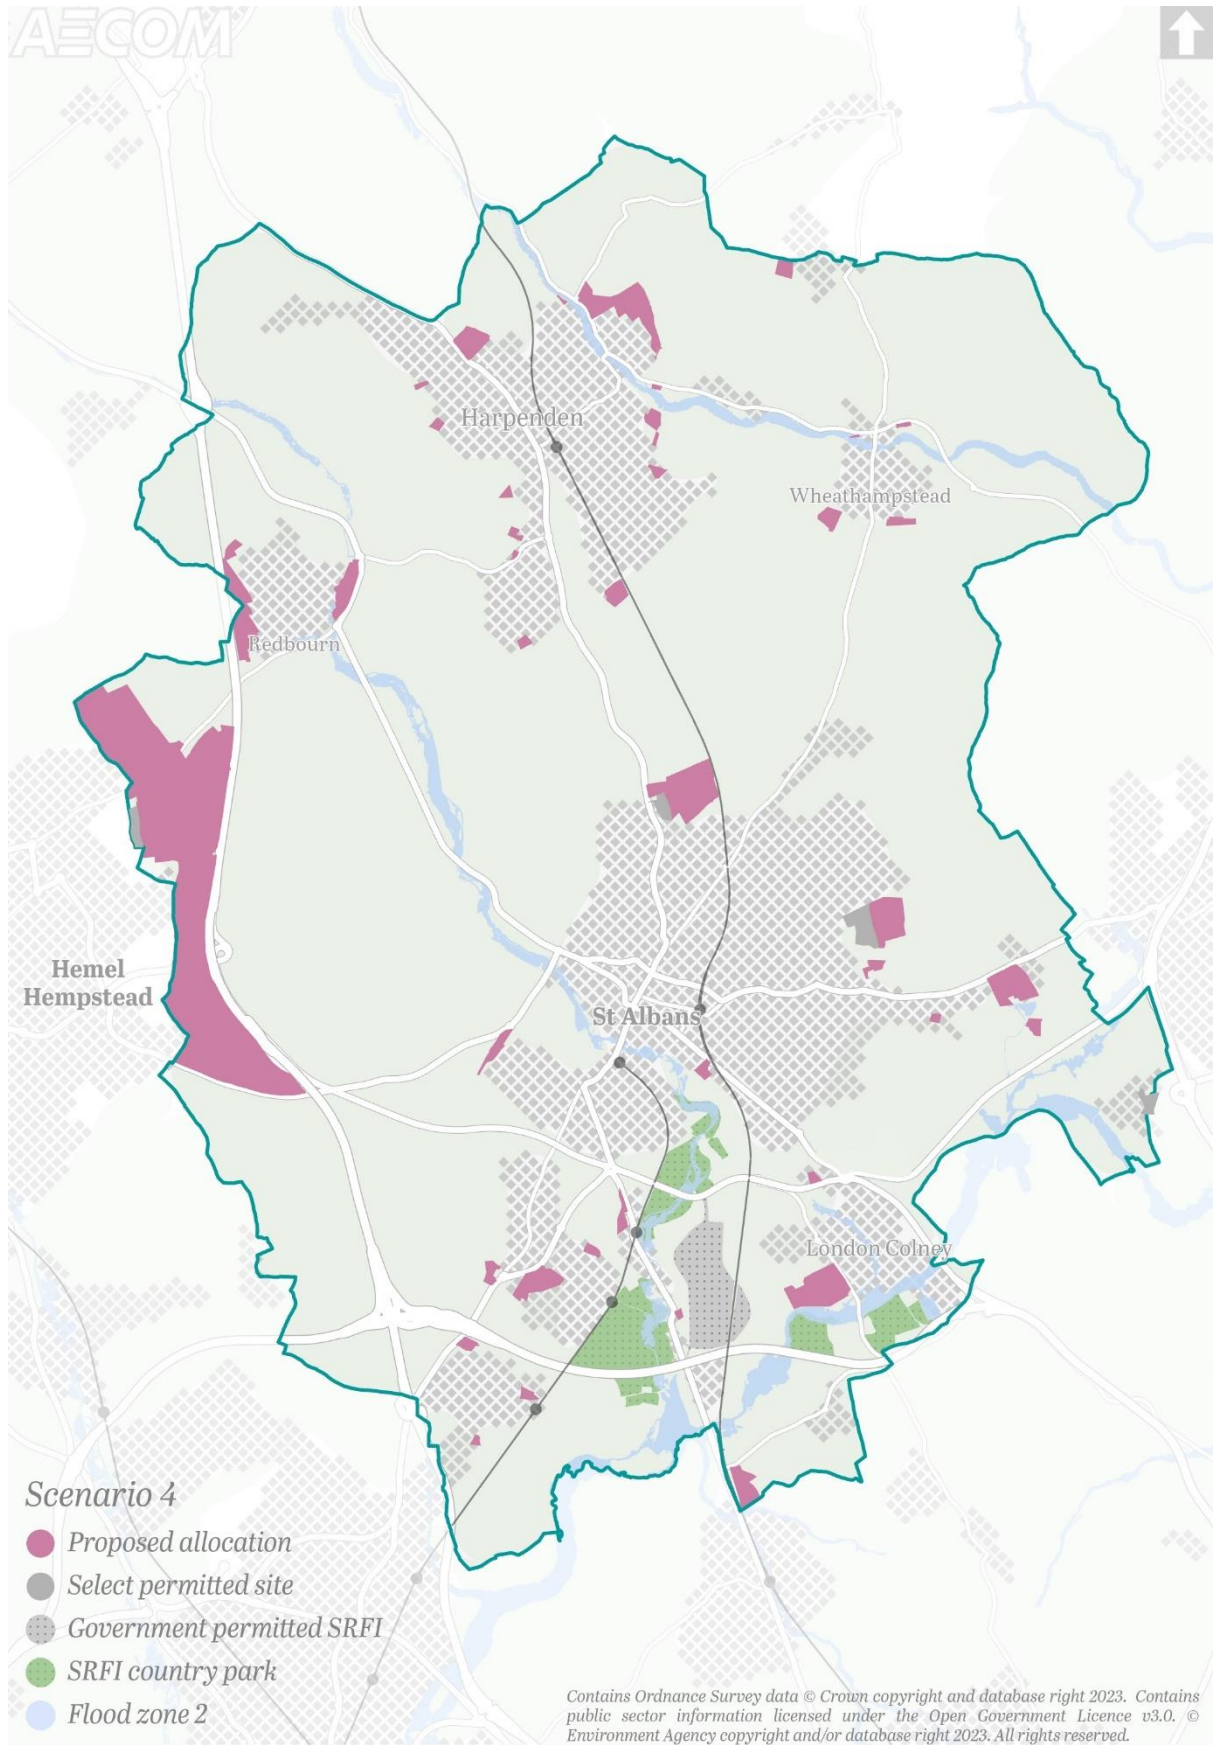 AECOM
Harpenden
Wheathampstead
Redbourn
Hemel
Hempstead
St Albans
London Colney
Scenario 4
Proposed allocation
Select permitted site
Government permitted SRFI
SRFI country park
Flood zone 2
Contains Ordnance Survey data © Crown copyright and database right 2023. Contains
public sector information licensed under the Open Government Licence v3.0. ©
Environment Agency copyright and/or database right 2023. All rights reserved.